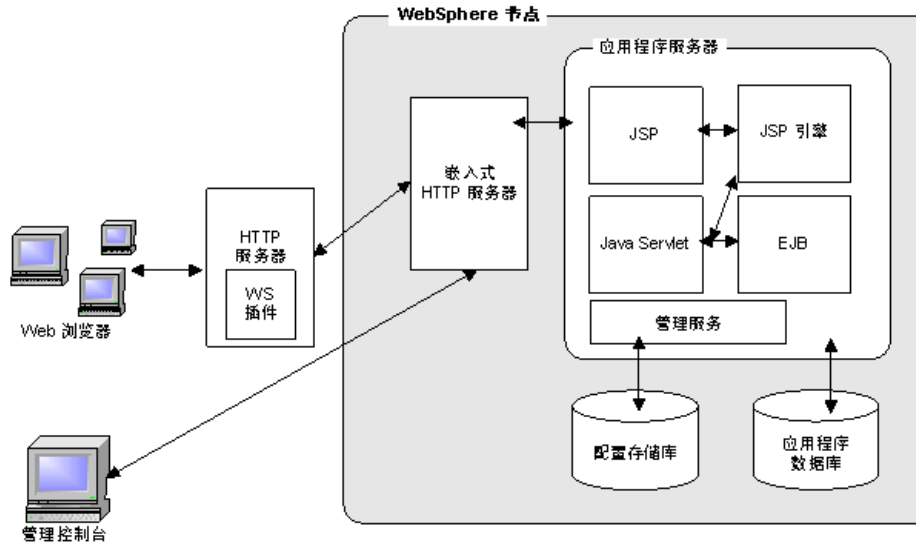 WebSphere 节点
应用程序服务器
JSP
JSP 引擎
嵌入式
HTTP 服务器
HTTP
服务器
WS
插件
Java Servlet
EJB
Web 浏览器
管理服务
配置存储库
应用程序
数据库
管理控制台